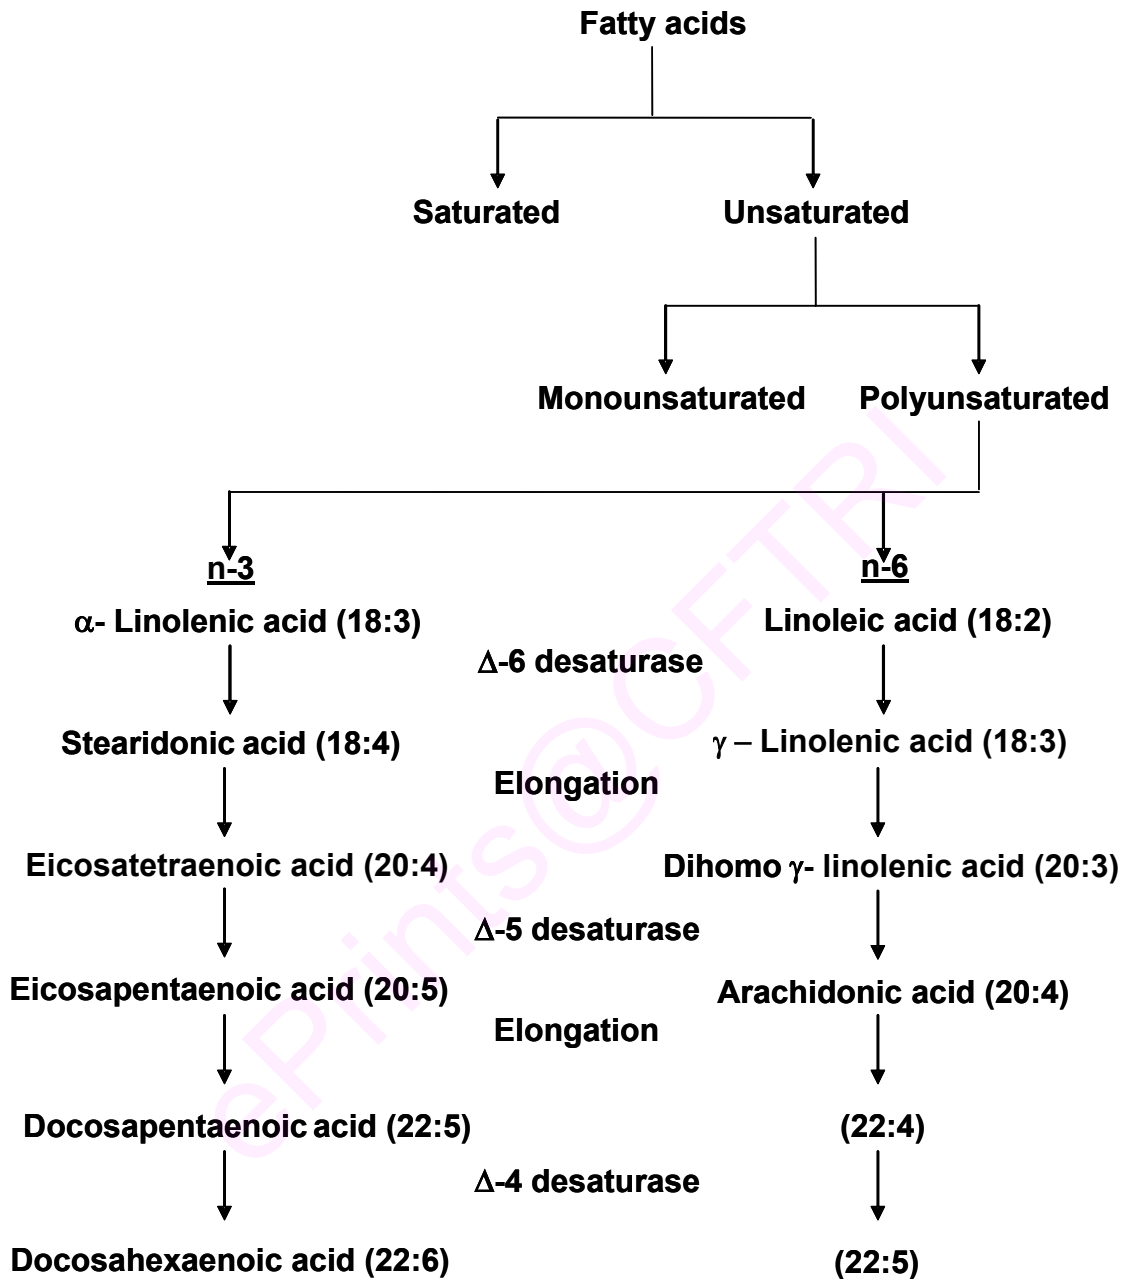 Fatty acids
Saturated
Unsaturated
Monounsaturated
Polyunsaturated
n-3
n-6
α- Linolenic acid (18:3)
Linoleic acid (18:2)
Δ-6 desaturase
Stearidonic acid (18:4)
γ – Linolenic acid (18:3)
Elongation
Eicosatetraenoic acid (20:4)
Dihomo γ- linolenic acid (20:3)
Δ-5 desaturase
Eicosapentaenoic acid (20:5)
Arachidonic acid (20:4)
Elongation
Docosapentaenoic acid (22:5)
(22:4)
Δ-4 desaturase
Docosahexaenoic acid (22:6)
(22:5)
ePrints@CFTRI